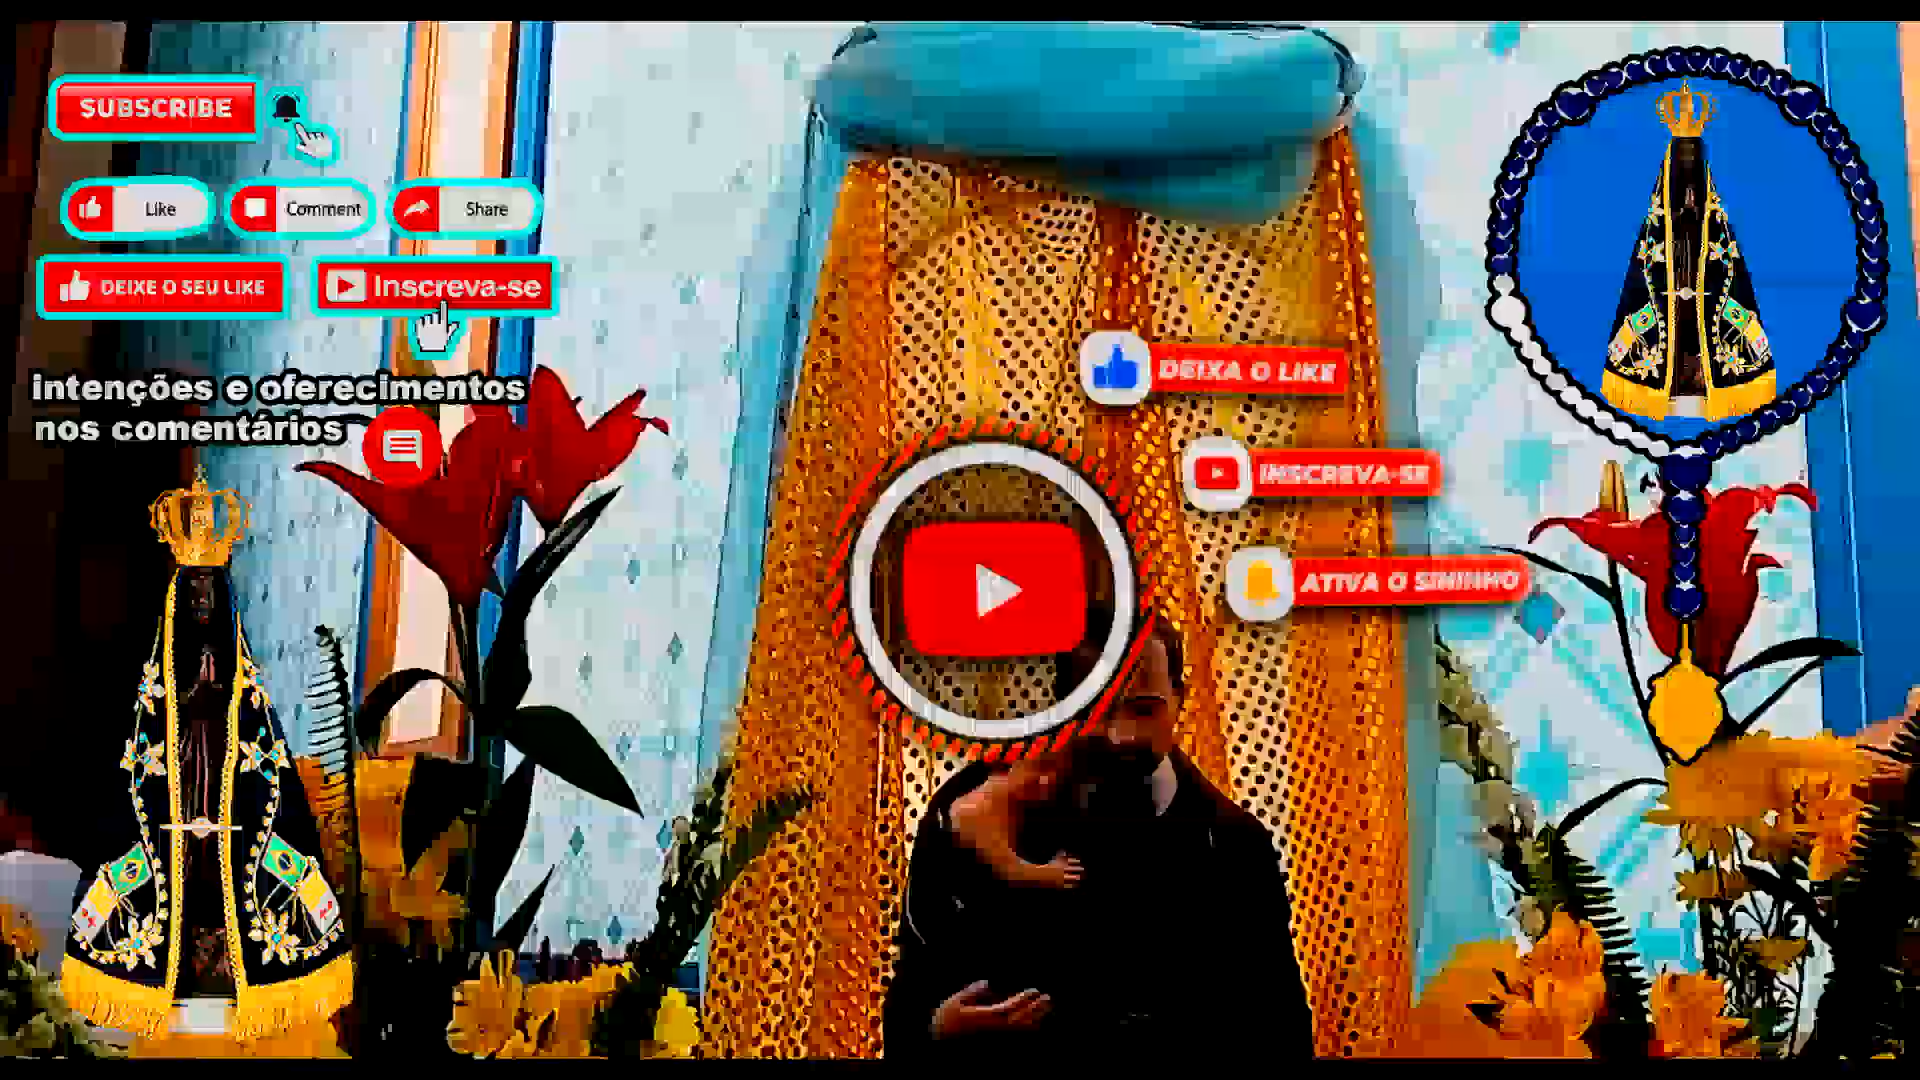 SUBSCRIBE
Like
Comment
Share
DEIXE O SEU LIKE
Inscreva-se
intenções e oferecimentos
nos comentários
DEIXA O LIKE
INSCREVA-SE
ATIVA O SININHO